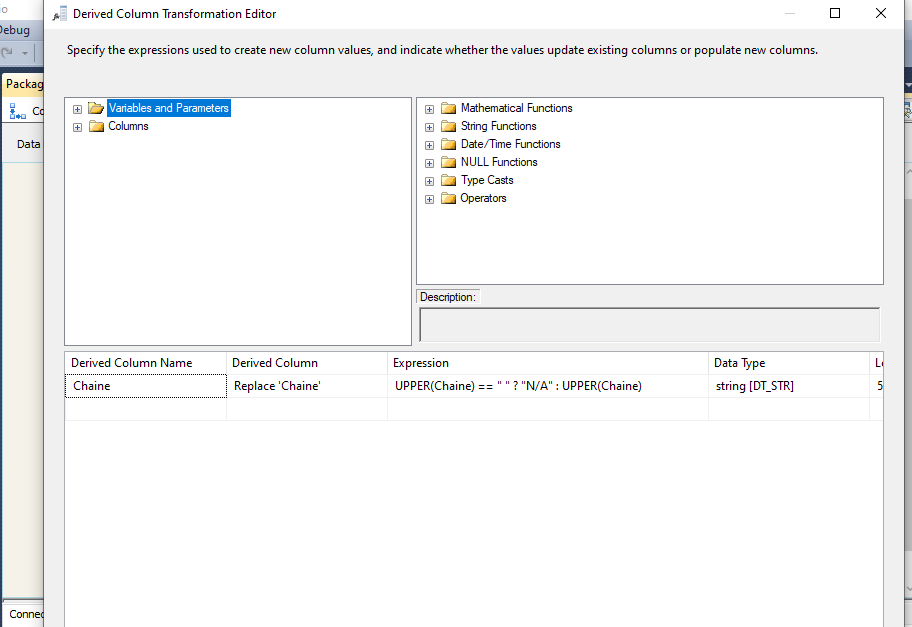 Derived Column Transformation Editor
Debug
Specify the expressions used to create new column values, and indicate whether the values update existing columns or populate new columns.
Packag
Co
Data
Variables and Parameters
Columns
Mathematical Functions
String Functions
Date/Time Functions
NULL Functions
Type Casts
Operators
Description:
Derived Column Name Derived Column Expression Data Type Le
Chaine Replace 'Chaine' UPPER(Chaine) == " " ? "N/A" : UPPER(Chaine) string [DT_STR] 5
Connec